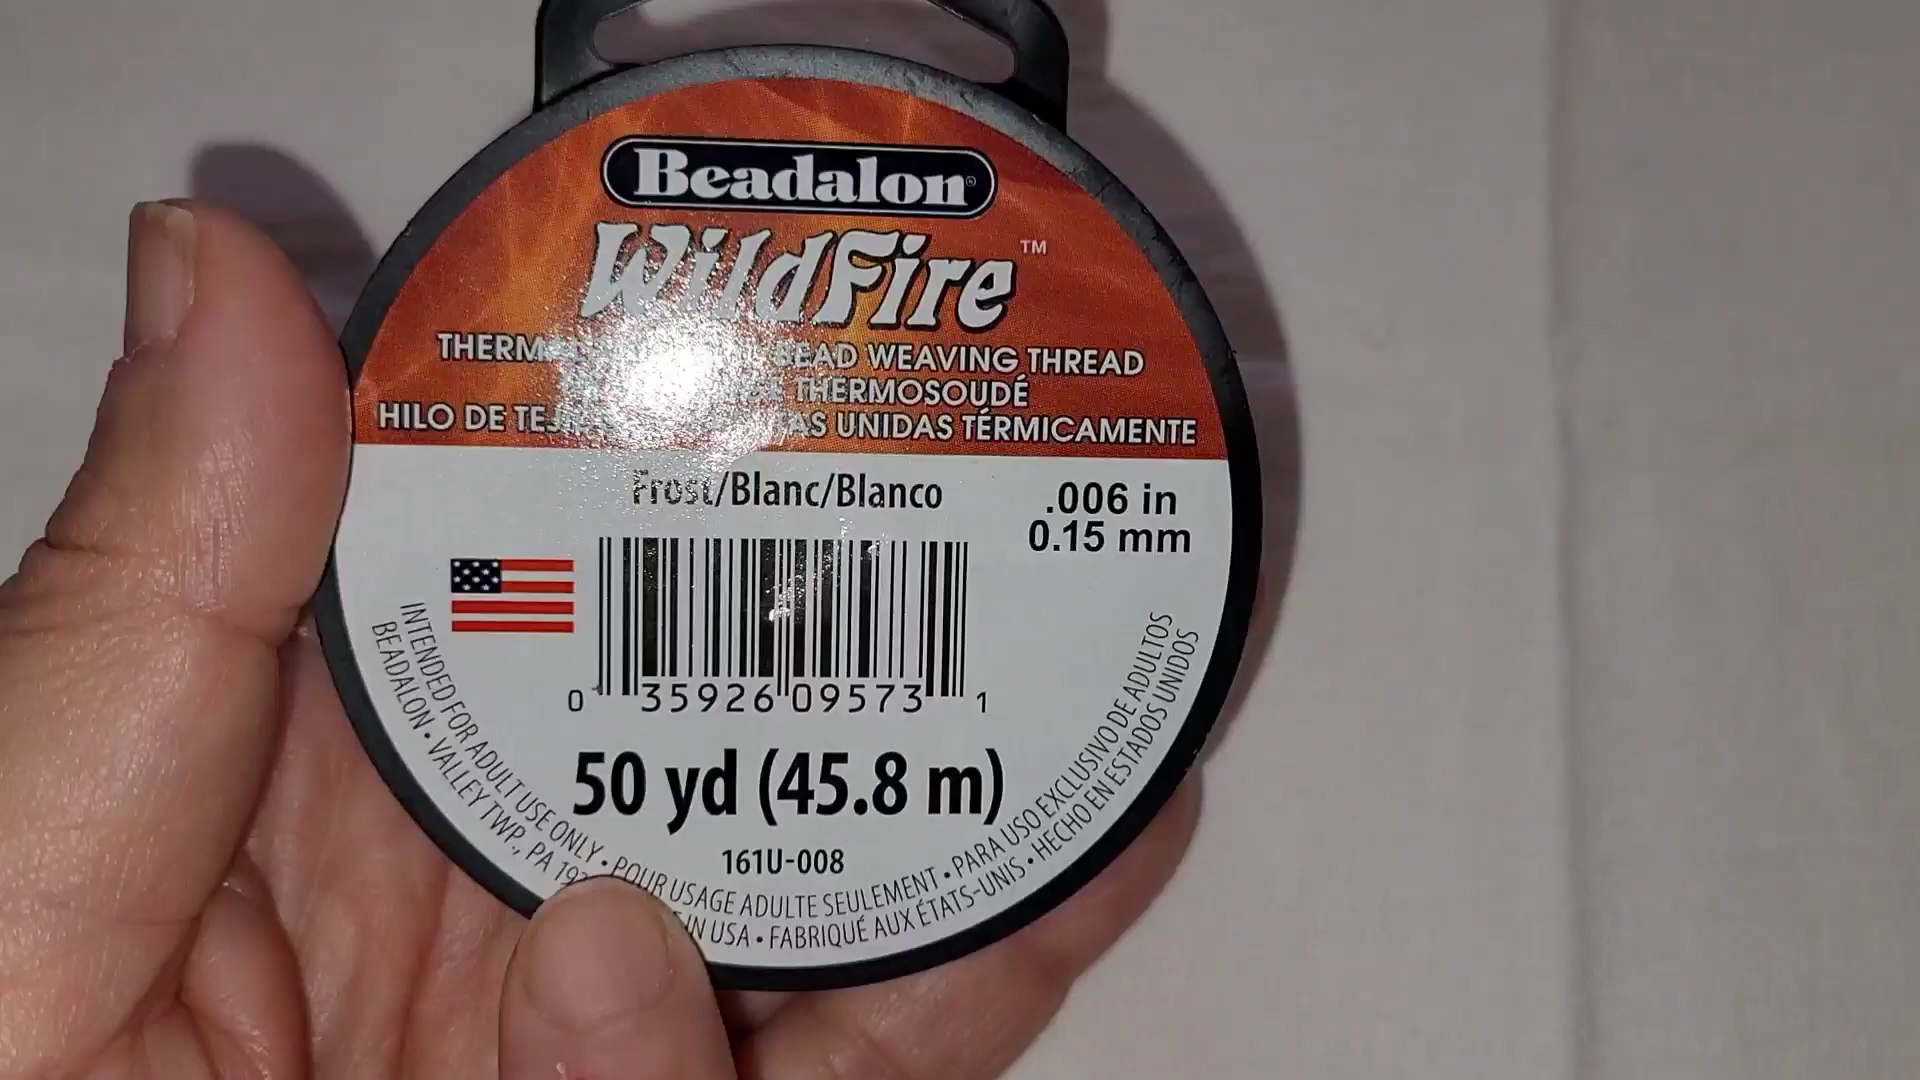 Beadalon®
WildFire™
BEAD WEAVING THREAD
THERMOSOUDÉ
HILO DE UNIDAS TÉRMICAMENTE
Frost/Blanc/Blanco
.006 in
0.15 mm
0 35926 09573 1
50 yd (45.8 m)
161U-008
INTENDED FOR ADULT USE ONLY • POUR USAGE ADULTE SEULEMENT • PARA USO EXCLUSIVO DE ADULTOS
BEADALON • VALLEY TWP., PA IN USA • FABRIQUÉ AUX ÉTATS-UNIS • HECHO EN ESTADOS UNIDOS